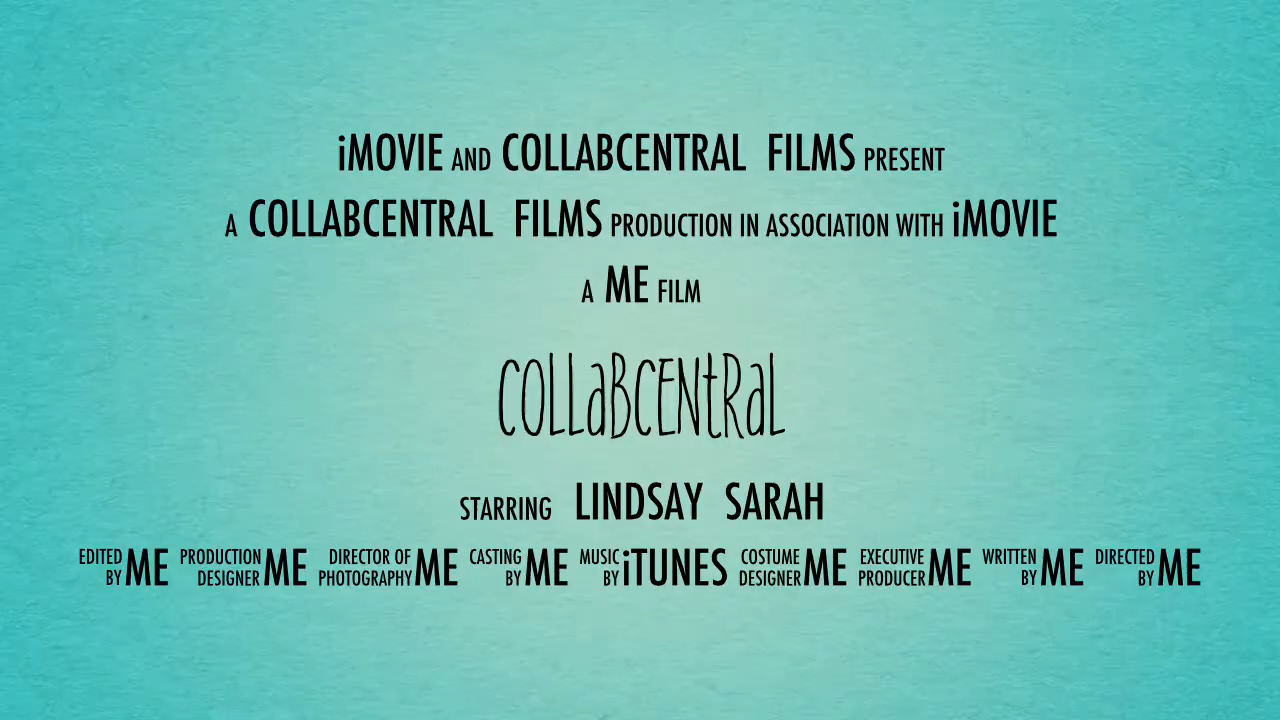 iMOVIE AND COLLABCENTRAL FILMS PRESENT
A COLLABCENTRAL FILMS PRODUCTION IN ASSOCIATION WITH iMOVIE
A ME FILM
COLLaBCENtRaL
STARRING LINDSAY SARAH
EDITED BY ME PRODUCTION DESIGNER ME DIRECTOR OF PHOTOGRAPHY ME CASTING BY ME MUSIC BY iTUNES COSTUME DESIGNER ME EXECUTIVE PRODUCER ME WRITTEN BY ME DIRECTED BY ME